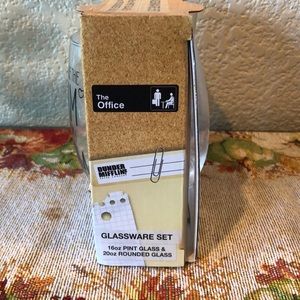 The
Office
DUNDER
MIFFLIN
GLASSWARE SET
16oz PINT GLASS &
20oz ROUNDED GLASS